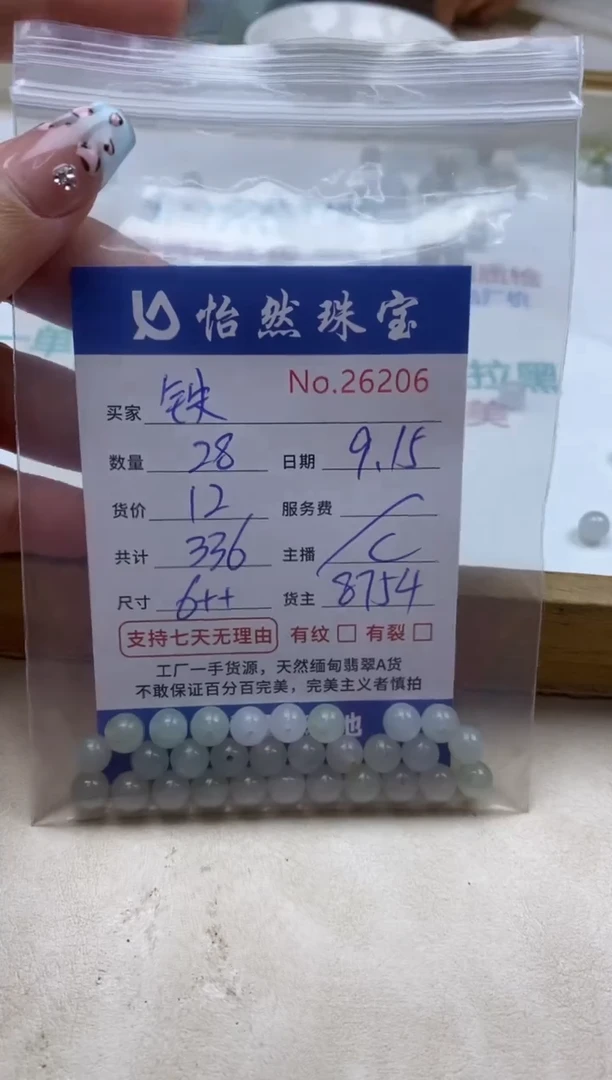 怡然珠宝
No.26206
买家 铁
数量 28 日期 9.15
货价 12 服务费
共计 336 主播 C
尺寸 6++ 货主 8754
支持七天无理由 有纹 有裂
工厂一手货源，天然缅甸翡翠A货
不敢保证百分百完美，完美主义者慎拍